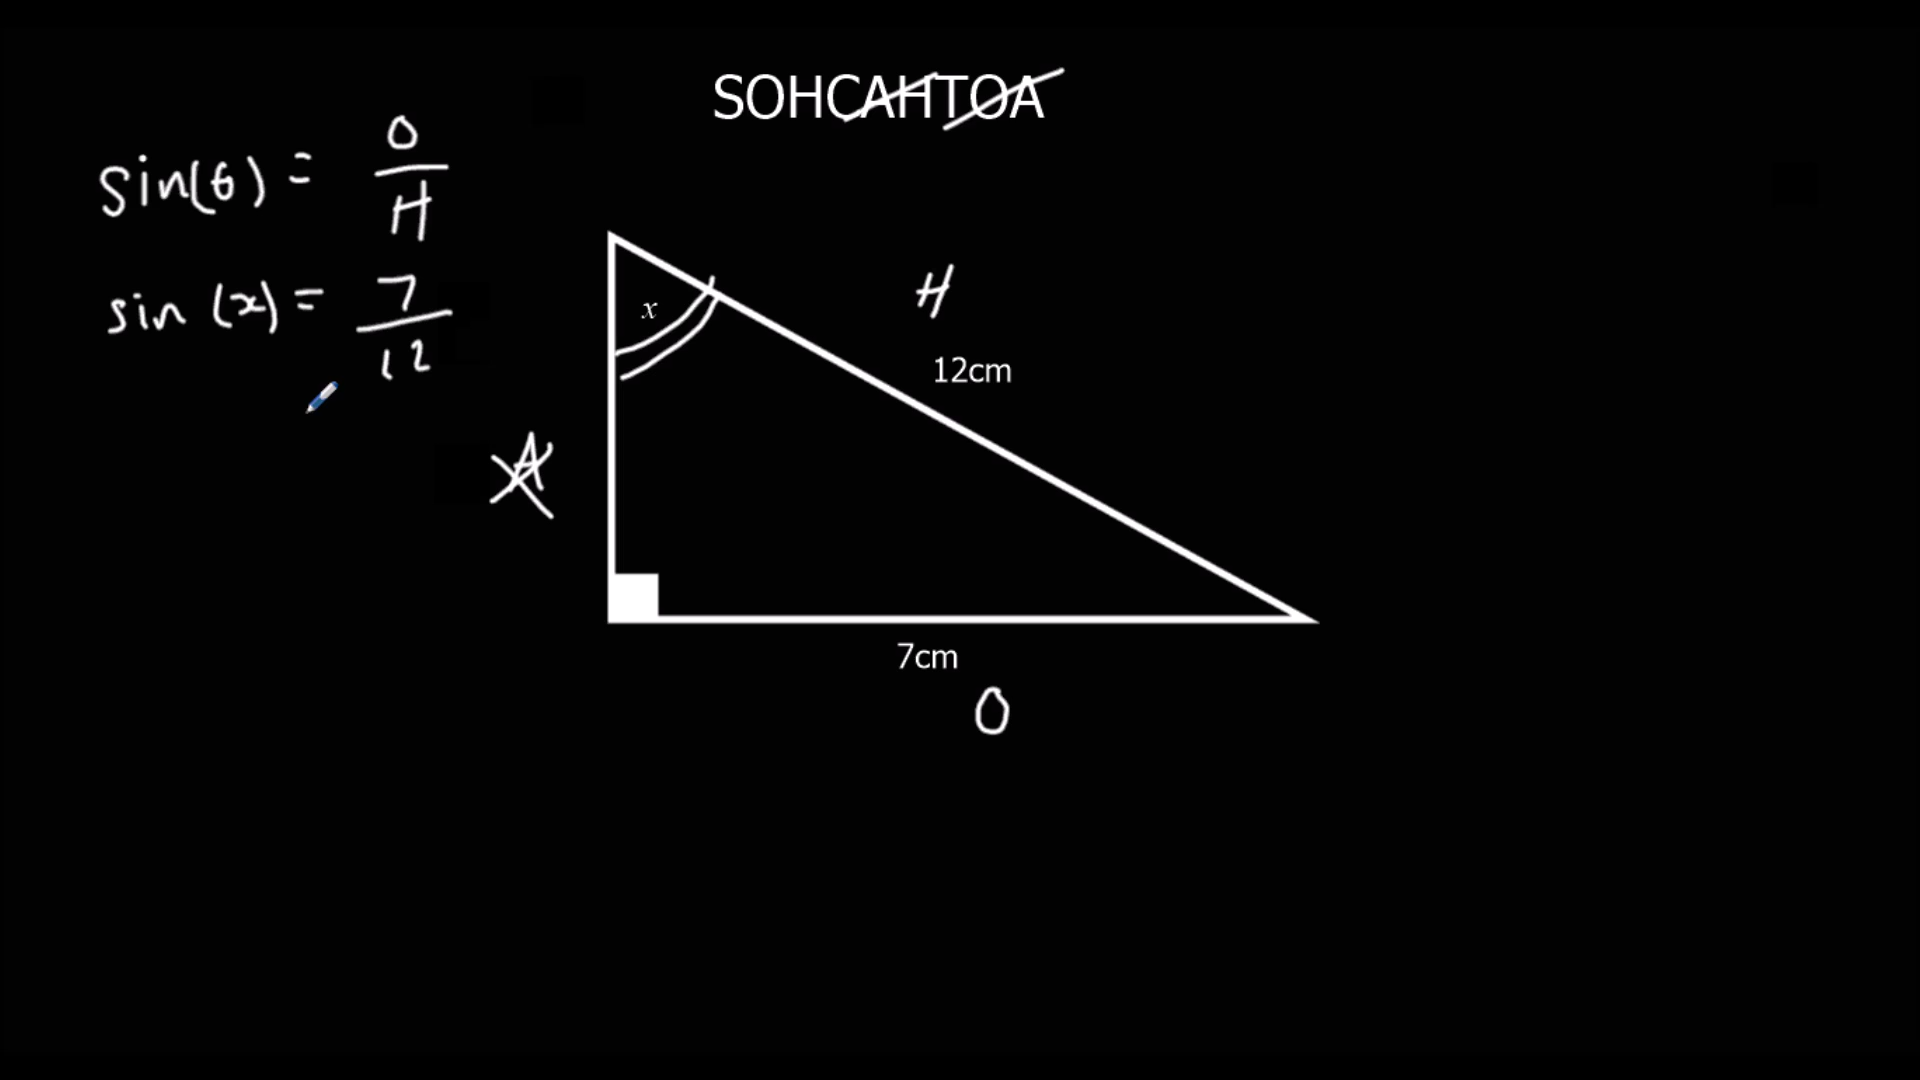 SOHCAHTOA
sin(θ) = O/H
sin(x) = 7/12
x
H
12cm
A
7cm
O